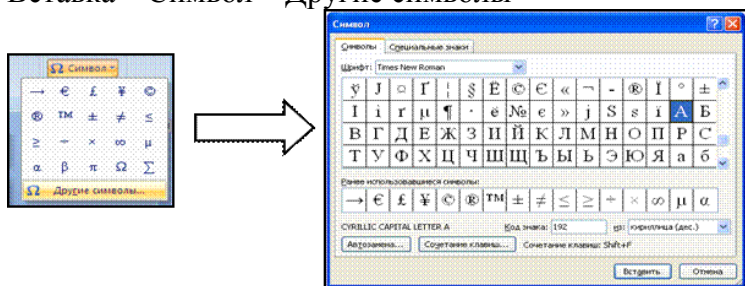 Вставка – Символ – Другие символы
Символ
Символы Специальные знаки
Шрифт: Times New Roman
ў Ј ¤ Ґ ¦ § Ё © Є « ¬ - ® Ї ° ±
І і ґ µ ¶ · ё № є » ј Ѕ ѕ ї А Б
В Г Д Е Ж З И Й К Л М Н О П Р С
Т У Ф Х Ц Ч Ш Щ Ъ Ы Ь Э Ю Я а б
Ранее использовавшиеся символы:
→ € £ ¥ © ® ™ ± ≠ ≤ ≥ ÷ × ∞ µ α
CYRILLIC CAPITAL LETTER A Код знака: 192 из: кириллица (дес.)
Автозамена... Сочетание клавиш... Сочетание клавиш: Shift+F
Вставить Отмена
Ω Символ
→ € £ ¥ ©
® ™ ± ≠ ≤
≥ ÷ × ∞ µ
α β π Ω Σ
Ω Другие символы...